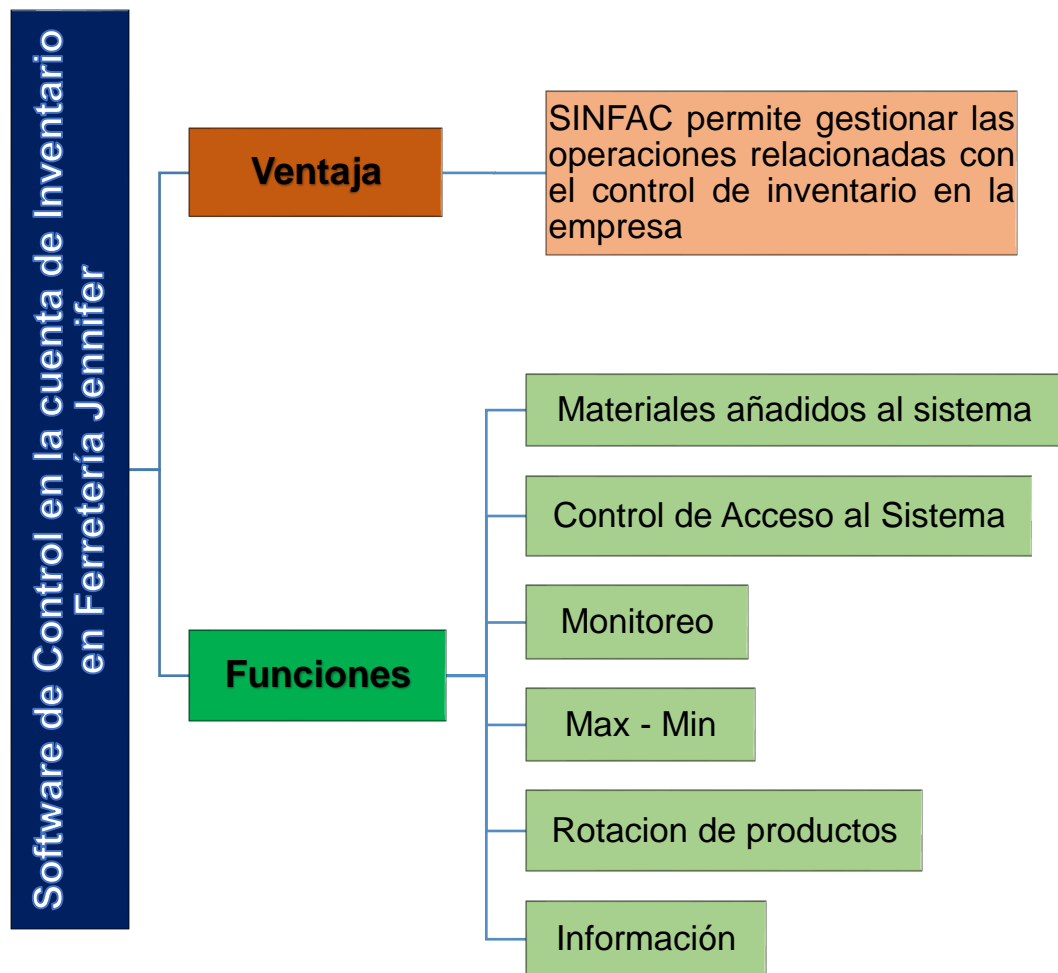 Software de Control en la cuenta de Inventario
en Ferretería Jennifer
Ventaja
SINFAC permite gestionar las
operaciones relacionadas con
el control de inventario en la
empresa
Funciones
Materiales añadidos al sistema
Control de Acceso al Sistema
Monitoreo
Max - Min
Rotacion de productos
Información